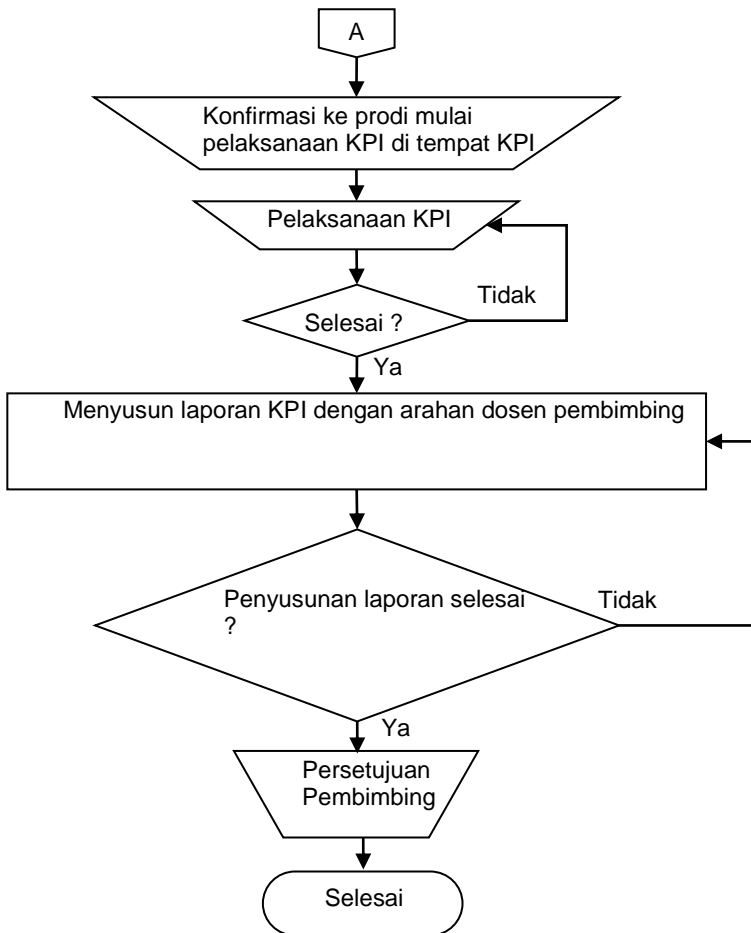 A
Konfirmasi ke prodi mulai
pelaksanaan KPI di tempat KPI
Pelaksanaan KPI
Tidak
Selesai ?
Ya
Menyusun laporan KPI dengan arahan dosen pembimbing
Penyusunan laporan selesai
?
Tidak
Ya
Persetujuan
Pembimbing
Selesai